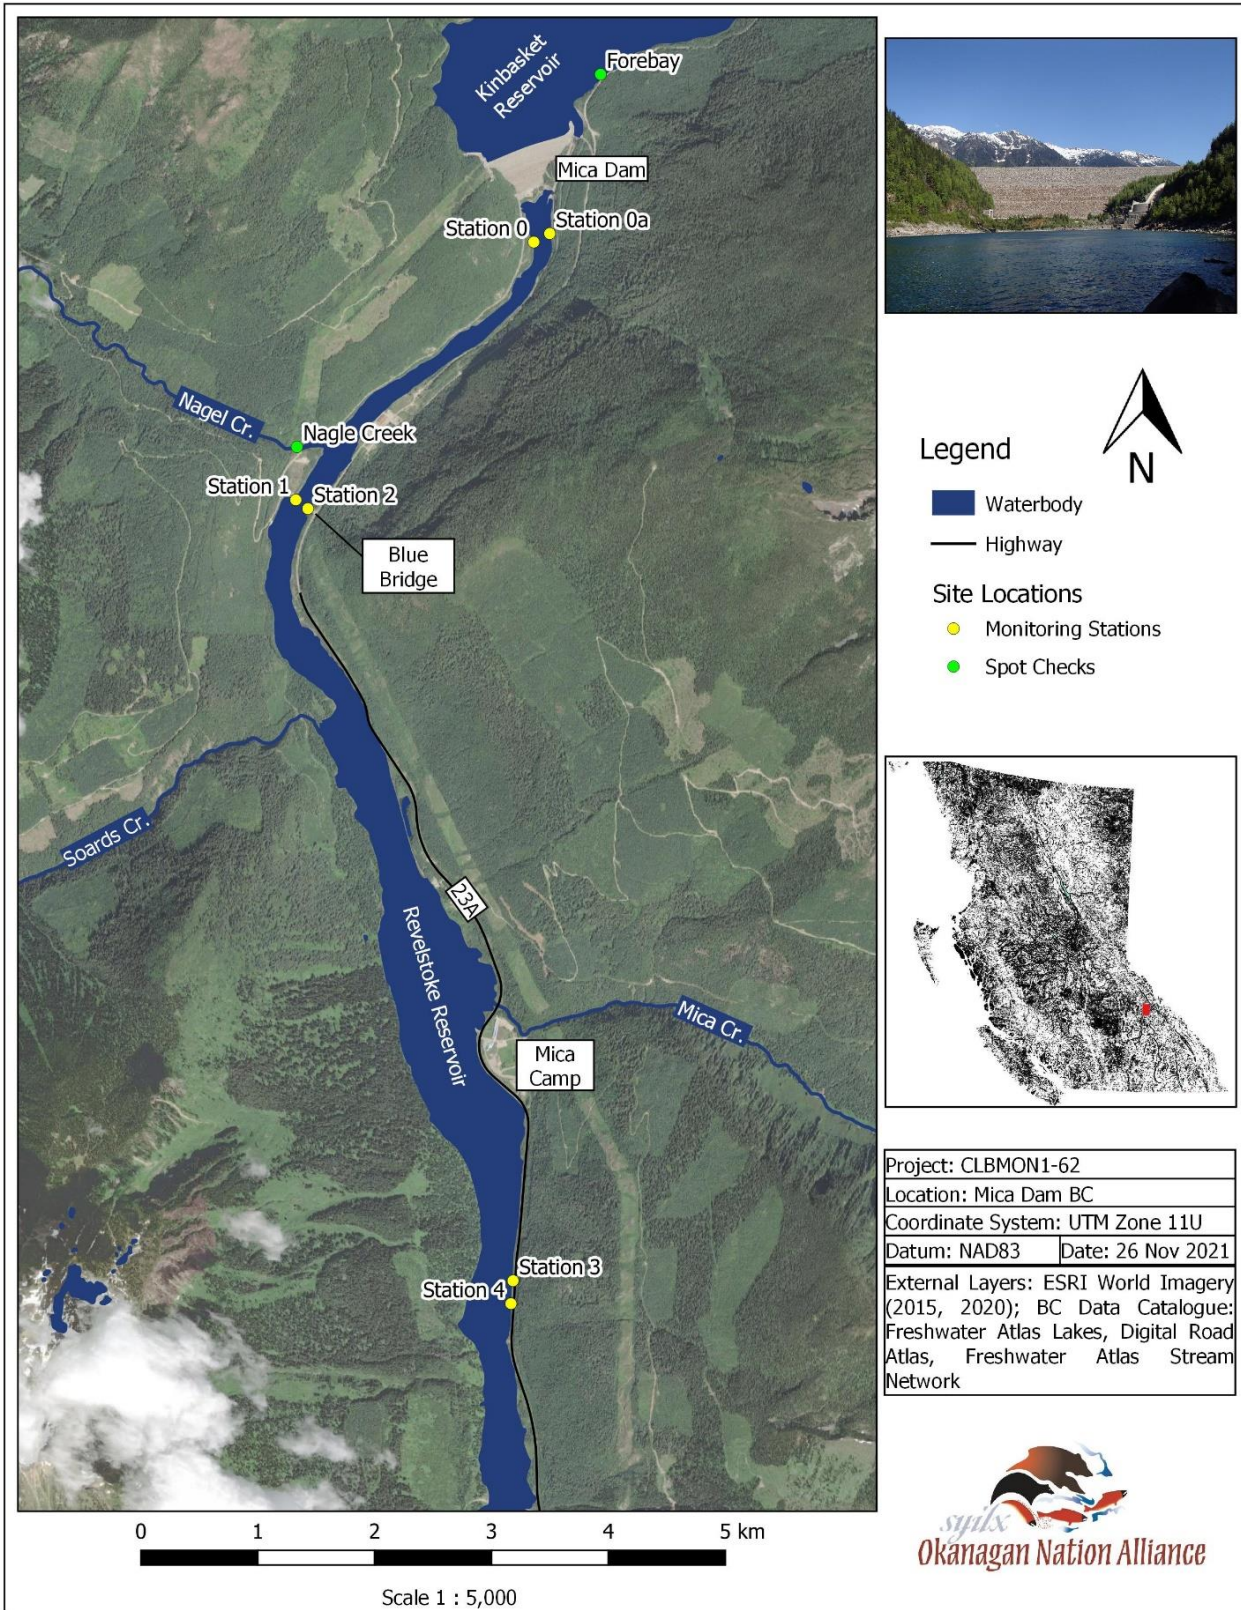 Kinbasket
Reservoir
Forebay
Mica Dam
Station 0
Station 0a
Nagel Cr.
Nagle Creek
Station 1
Station 2
Blue
Bridge
Soards Cr.
23A
Revelstoke Reservoir
Mica Cr.
Mica
Camp
Station 3
Station 4
0 1 2 3 4 5 km
Scale 1 : 5,000
N
Legend
Waterbody
Highway
Site Locations
Monitoring Stations
Spot Checks
Project: CLBMON1-62
Location: Mica Dam BC
Coordinate System: UTM Zone 11U
Datum: NAD83 Date: 26 Nov 2021
External Layers: ESRI World Imagery
(2015, 2020); BC Data Catalogue:
Freshwater Atlas Lakes, Digital Road
Atlas, Freshwater Atlas Stream
Network
syilx
Okanagan Nation Alliance